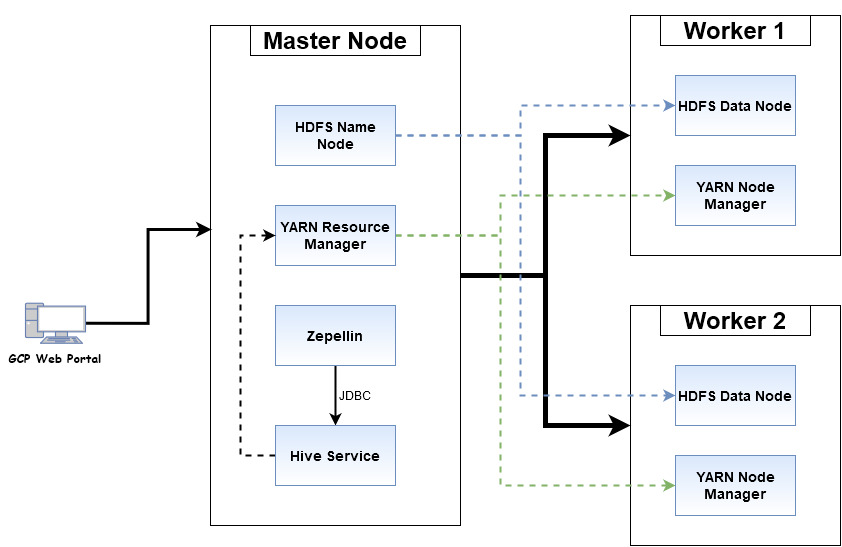 Master Node
HDFS Name
Node
YARN Resource
Manager
Zepellin
JDBC
Hive Service
GCP Web Portal
Worker 1
HDFS Data Node
YARN Node
Manager
Worker 2
HDFS Data Node
YARN Node
Manager